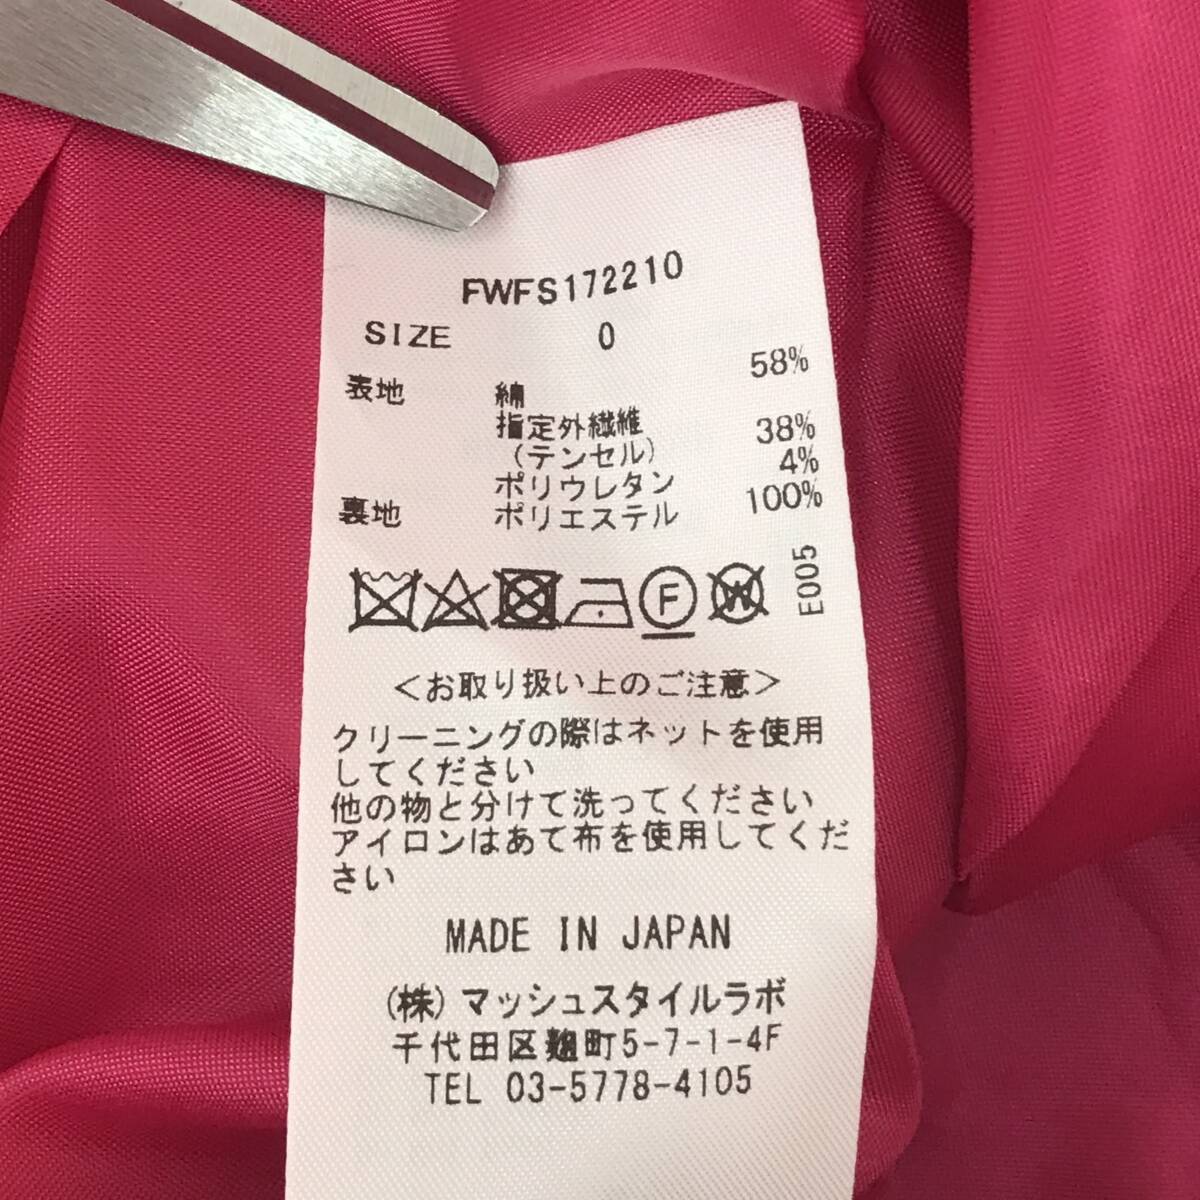 FWFS172210
SIZE 0
表地 綿 58%
指定外繊維 38%
(テンセル)
ポリウレタン 4%
裏地 ポリエステル 100%
F W E005
<お取り扱い上のご注意>
クリーニングの際はネットを使用
してください
他の物と分けて洗ってください
アイロンはあて布を使用してくだ
さい
MADE IN JAPAN
(株)マッシュスタイルラボ
千代田区麹町5-7-1-4F
TEL 03-5778-4105